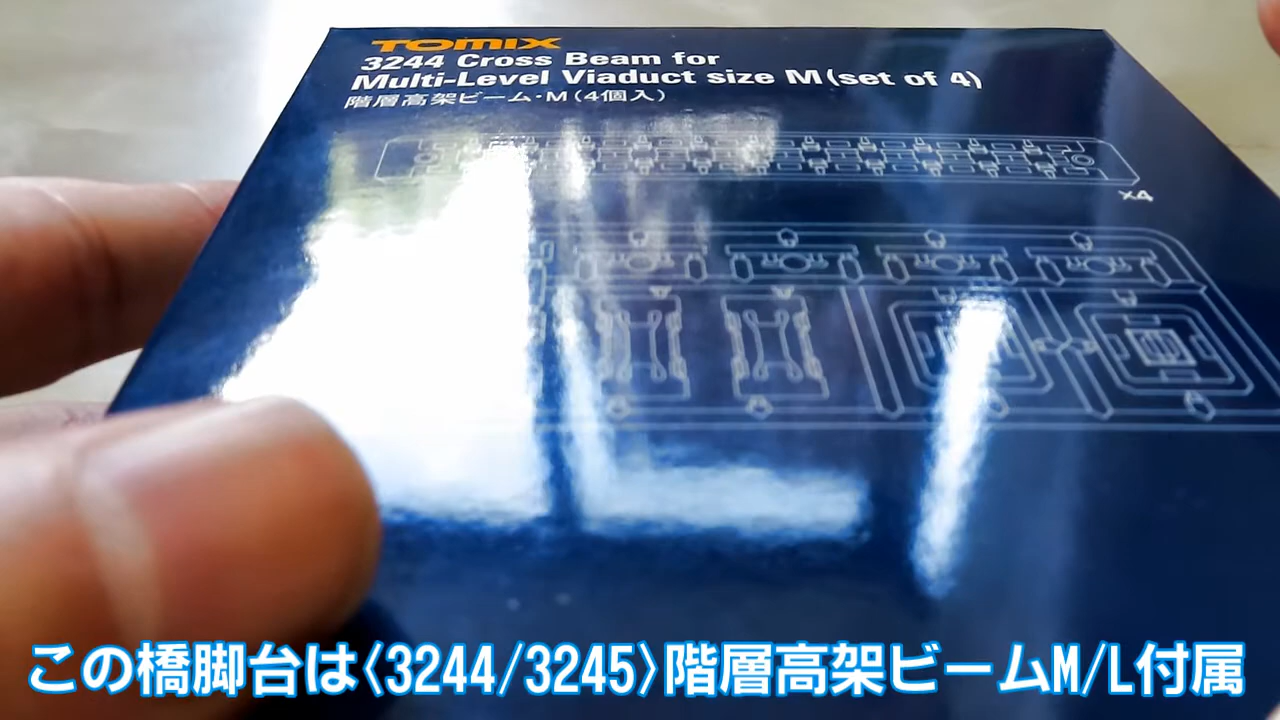 TOMIX
3244 Cross Beam for
Multi-Level Viaduct size M (set of 4)
階層高架ビーム·M（4個入）
×4
この橋脚台は〈3244/3245〉階層高架ビームM/L付属